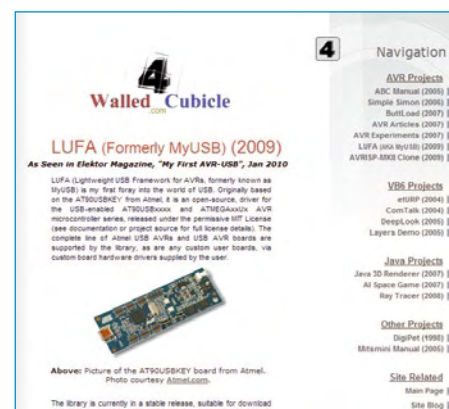 4
Walled Cubicle
.com
LUFA (Formerly MyUSB) (2009)
As Seen in Elektor Magazine, "My First AVR-USB", Jan 2010
LUFA (Lightweight USB Framework for AVRs, formerly known as
MyUSB) is my first foray into the world of USB. Originally based
on the AT90USBKEY from Atmel, it is an open-source, driver for
the USB-enabled AT90USBxxxx and ATMEGAxxUx AVR
microcontroller series, released under the permissive MIT License
(see documentation or project source for full license details). The
complete line of Atmel USB AVRs and USB AVR boards are
supported by the library, as are any custom user boards, via
custom board hardware drivers supplied by the user.
Above: Picture of the AT90USBKEY board from Atmel.
Photo courtesy Atmel.com.
The library is currently in a stable release, suitable for download
4
Navigation
AVR Projects
ABC Manual (2005) |
Simple Simon (2006) |
ButtLoad (2007) |
AVR Articles (2007) |
AVR Experiments (2007) |
LUFA (AKA MyUSB) (2009) |
AVRISP-MKII Clone (2009) |
VB6 Projects
etURP (2004) |
ComTalk (2004) |
DeepLook (2005) |
Layers Demo (2005) |
Java Projects
Java 3D Renderer (2007) |
AI Space Game (2007) |
Ray Tracer (2008) |
Other Projects
DigiPet (1998) |
Mitsmini Manual (2006) |
Site Related
Main Page |
Site Blog |